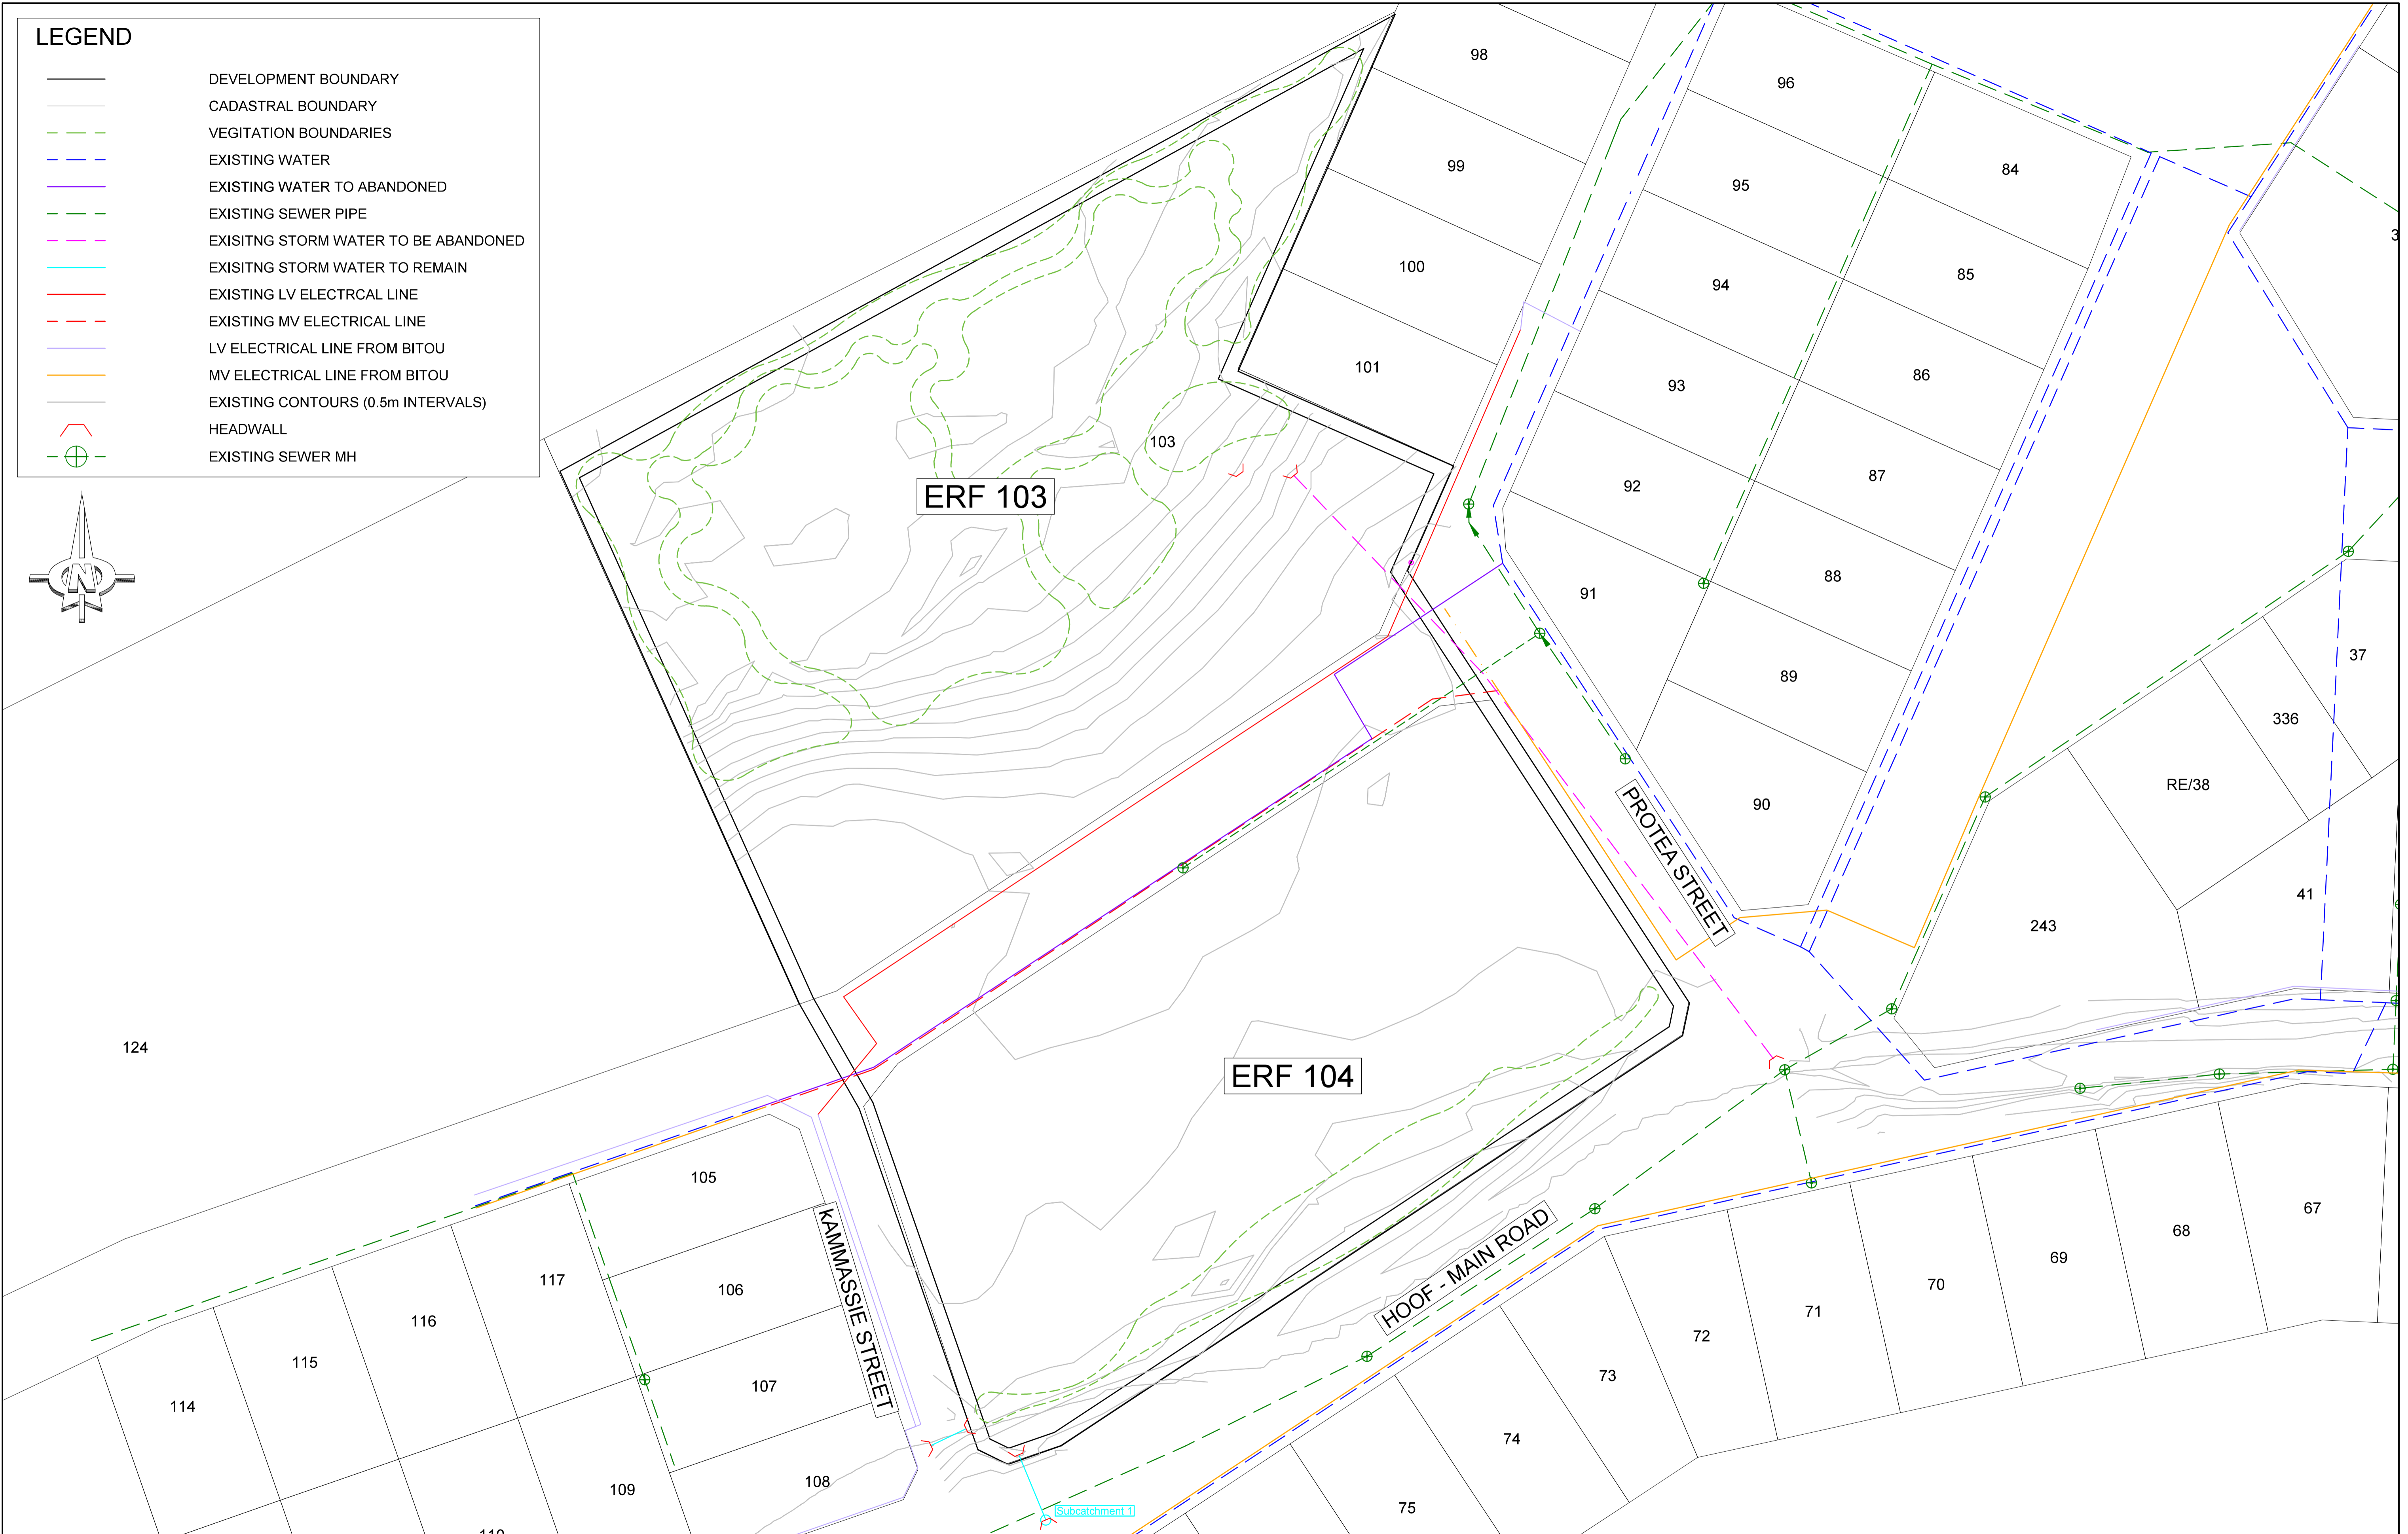 LEGEND
DEVELOPMENT BOUNDARY
CADASTRAL BOUNDARY
VEGITATION BOUNDARIES
EXISTING WATER
EXISTING WATER TO ABANDONED
EXISTING SEWER PIPE
EXISITNG STORM WATER TO BE ABANDONED
EXISITNG STORM WATER TO REMAIN
EXISTING LV ELECTRCAL LINE
EXISTING MV ELECTRICAL LINE
LV ELECTRICAL LINE FROM BITOU
MV ELECTRICAL LINE FROM BITOU
EXISTING CONTOURS (0.5m INTERVALS)
HEADWALL
EXISTING SEWER MH
N
98
96
99
95
84
100
94
85
101
93
86
103
92
87
ERF 103
91
88
89
37
336
RE/38
90
PROTEA STREET
41
243
124
ERF 104
105
kAMMASSIE STREET
117
106
67
68
69
70
71
HOOF - MAIN ROAD
116
72
115
107
73
114
74
108
109
75
Subcatchment 1